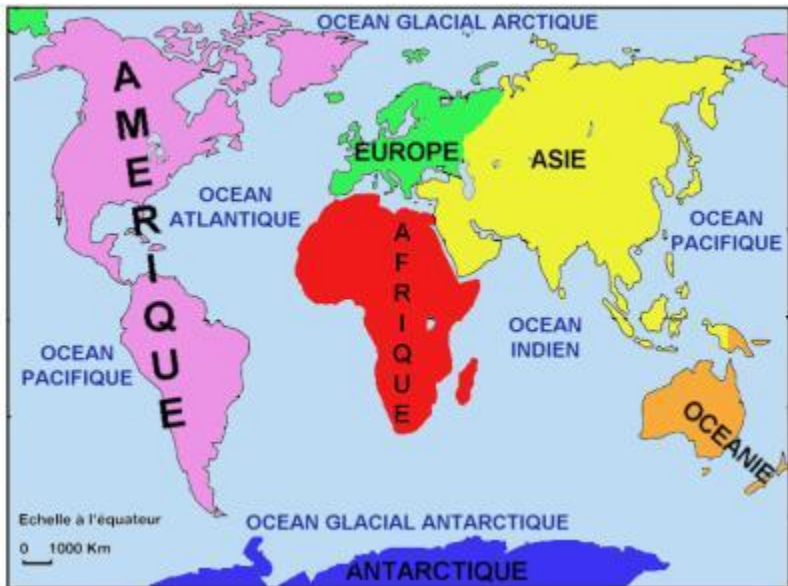 OCEAN GLACIAL ARCTIQUE
AMERIQUE
EUROPE
ASIE
OCEAN
ATLANTIQUE
AFRIQUE
OCEAN
PACIFIQUE
OCEAN
PACIFIQUE
OCEAN
INDIEN
OCEANIE
Echelle à l'équateur
0 1000 Km
OCEAN GLACIAL ANTARCTIQUE
ANTARCTIQUE